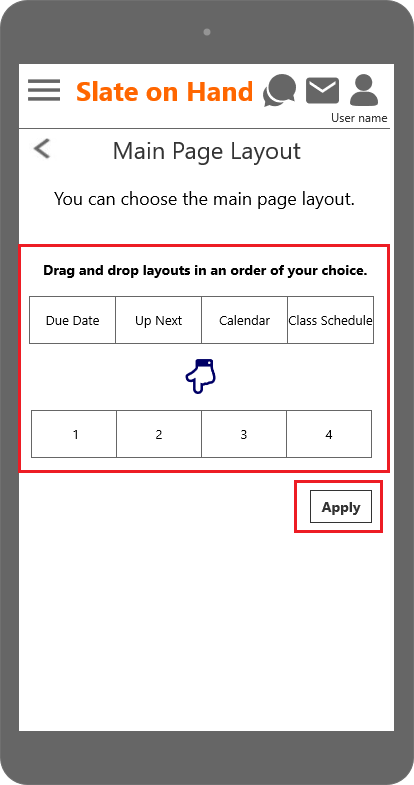 Slate on Hand
User name
Main Page Layout
You can choose the main page layout.
Drag and drop layouts in an order of your choice.
Due Date Up Next Calendar Class Schedule
1 2 3 4
Apply